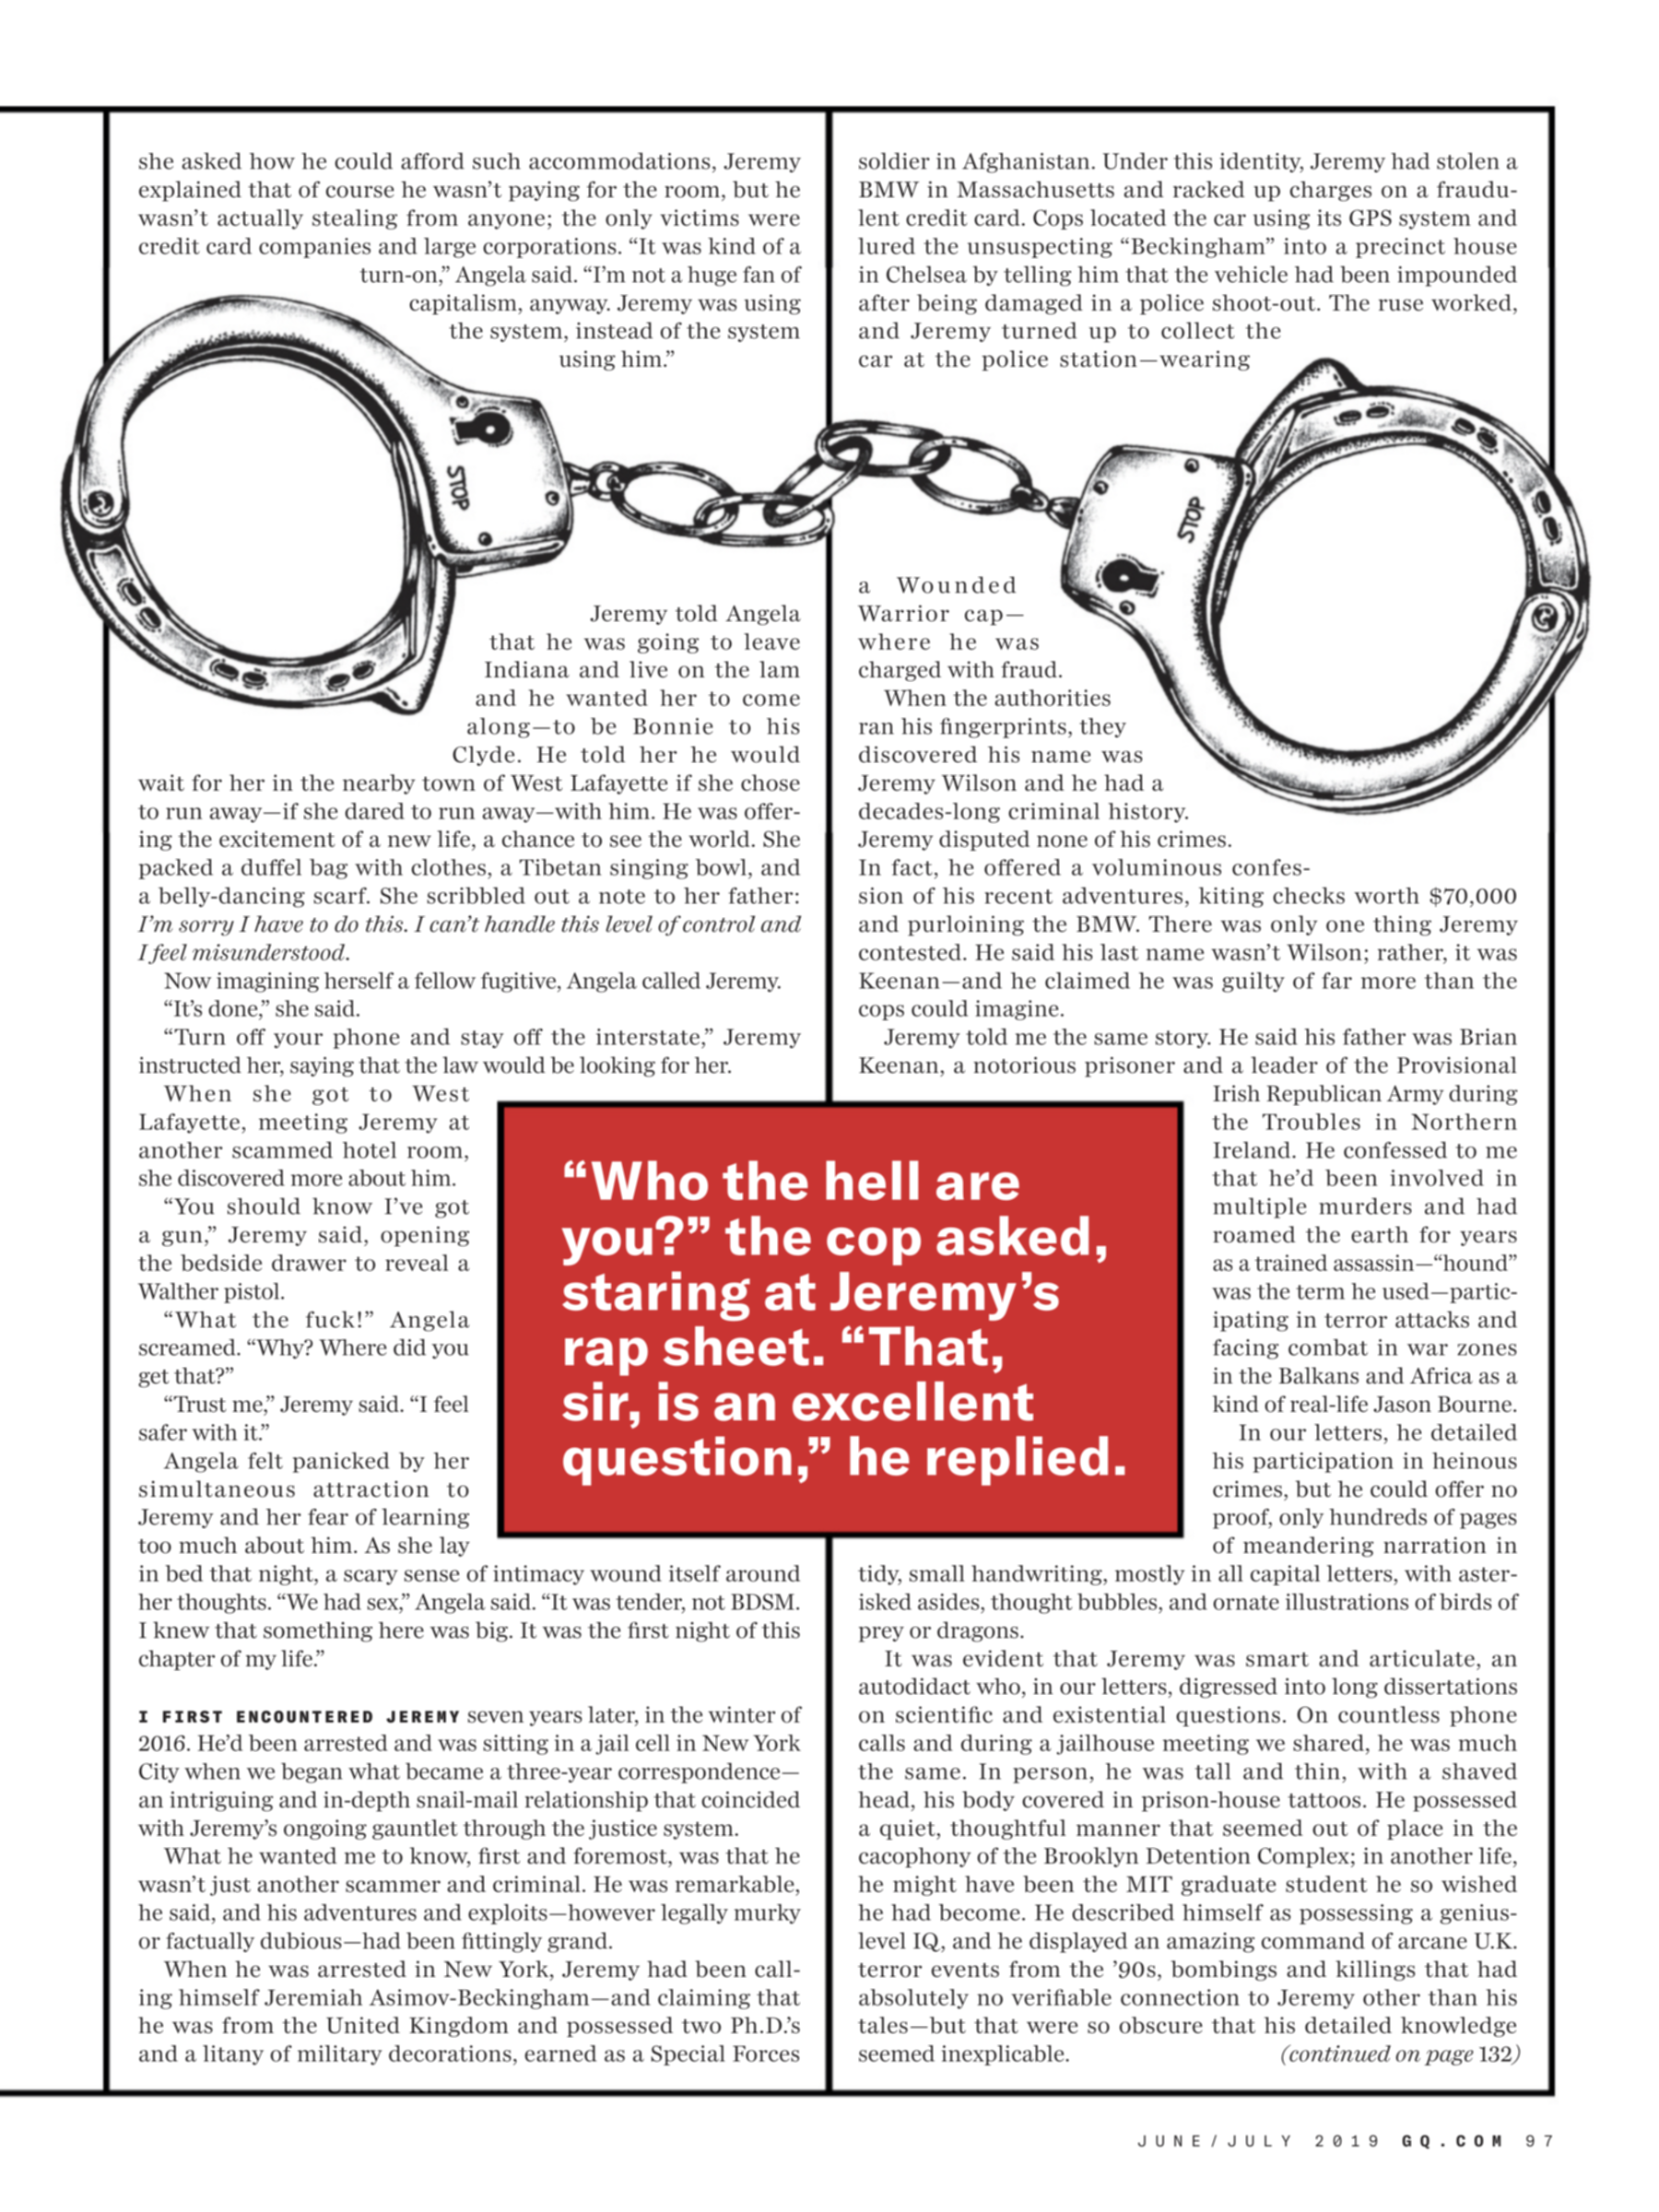 she asked how he could afford such accommodations, Jeremy
explained that of course he wasn't paying for the room, but he
wasn't actually stealing from anyone; the only victims were
credit card companies and large corporations. “It was kind of a
turn-on,” Angela said. “I'm not a huge fan of
capitalism, anyway. Jeremy was using
the system, instead of the system
using him.”
STOP
Jeremy told Angela
that he was going to leave
Indiana and live on the lam
and he wanted her to come
along—to be Bonnie to his
Clyde. He told her he would
wait for her in the nearby town of West Lafayette if she chose
to run away—if she dared to run away—with him. He was offer-
ing the excitement of a new life, a chance to see the world. She
packed a duffel bag with clothes, a Tibetan singing bowl, and
a belly-dancing scarf. She scribbled out a note to her father:
I'm sorry I have to do this. I can't handle this level of control and
I feel misunderstood.
Now imagining herself a fellow fugitive, Angela called Jeremy.
“It's done,” she said.
“Turn off your phone and stay off the interstate,” Jeremy
instructed her, saying that the law would be looking for her.
When she got to West
Lafayette, meeting Jeremy at
another scammed hotel room,
she discovered more about him.
“You should know I've got
a gun,” Jeremy said, opening
the bedside drawer to reveal a
Walther pistol.
“What the fuck!” Angela
screamed. “Why? Where did you
get that?”
“Trust me,” Jeremy said. “I feel
safer with it.”
Angela felt panicked by her
simultaneous attraction to
Jeremy and her fear of learning
too much about him. As she lay
in bed that night, a scary sense of intimacy wound itself around
her thoughts. “We had sex,” Angela said. “It was tender, not BDSM.
I knew that something here was big. It was the first night of this
chapter of my life.”
I FIRST ENCOUNTERED JEREMY seven years later, in the winter of
2016. He'd been arrested and was sitting in a jail cell in New York
City when we began what became a three-year correspondence—
an intriguing and in-depth snail-mail relationship that coincided
with Jeremy's ongoing gauntlet through the justice system.
What he wanted me to know, first and foremost, was that he
wasn't just another scammer and criminal. He was remarkable,
he said, and his adventures and exploits—however legally murky
or factually dubious—had been fittingly grand.
When he was arrested in New York, Jeremy had been call-
ing himself Jeremiah Asimov-Beckingham—and claiming that
he was from the United Kingdom and possessed two Ph.D.'s
and a litany of military decorations, earned as a Special Forces
soldier in Afghanistan. Under this identity, Jeremy had stolen a
BMW in Massachusetts and racked up charges on a fraudu-
lent credit card. Cops located the car using its GPS system and
lured the unsuspecting “Beckingham” into a precinct house
in Chelsea by telling him that the vehicle had been impounded
after being damaged in a police shoot-out. The ruse worked,
and Jeremy turned up to collect the
car at the police station—wearing
STOP
a Wounded
Warrior cap—
where he was
charged with fraud.
When the authorities
ran his fingerprints, they
discovered his name was
Jeremy Wilson and he had a
decades-long criminal history.
Jeremy disputed none of his crimes.
In fact, he offered a voluminous confes-
sion of his recent adventures, kiting checks worth $70,000
and purloining the BMW. There was only one thing Jeremy
contested. He said his last name wasn't Wilson; rather, it was
Keenan—and he claimed he was guilty of far more than the
cops could imagine.
Jeremy told me the same story. He said his father was Brian
Keenan, a notorious prisoner and a leader of the Provisional
Irish Republican Army during
the Troubles in Northern
Ireland. He confessed to me
that he'd been involved in
multiple murders and had
roamed the earth for years
as a trained assassin—“hound”
was the term he used—partic-
ipating in terror attacks and
facing combat in war zones
in the Balkans and Africa as a
kind of real-life Jason Bourne.
In our letters, he detailed
his participation in heinous
crimes, but he could offer no
proof, only hundreds of pages
of meandering narration in
tidy, small handwriting, mostly in all capital letters, with aster-
isked asides, thought bubbles, and ornate illustrations of birds of
prey or dragons.
It was evident that Jeremy was smart and articulate, an
autodidact who, in our letters, digressed into long dissertations
on scientific and existential questions. On countless phone
calls and during a jailhouse meeting we shared, he was much
the same. In person, he was tall and thin, with a shaved
head, his body covered in prison-house tattoos. He possessed
a quiet, thoughtful manner that seemed out of place in the
cacophony of the Brooklyn Detention Complex; in another life,
he might have been the MIT graduate student he so wished
he had become. He described himself as possessing a genius-
level IQ, and he displayed an amazing command of arcane U.K.
terror events from the '90s, bombings and killings that had
absolutely no verifiable connection to Jeremy other than his
tales—but that were so obscure that his detailed knowledge
seemed inexplicable. (continued on page 132)
“Who the hell are
you?” the cop asked,
staring at Jeremy's
rap sheet. “That,
sir, is an excellent
question,” he replied.
JUNE/JULY 2019 GQ.COM 97